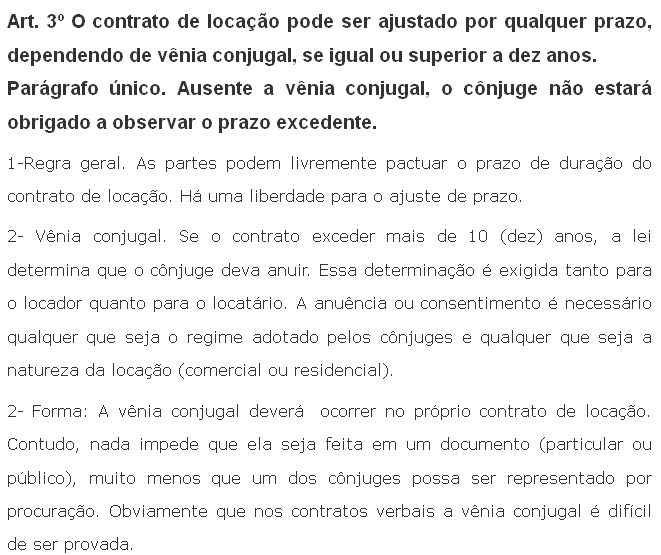 Art. 3º O contrato de locação pode ser ajustado por qualquer prazo,
dependendo de vênia conjugal, se igual ou superior a dez anos.
Parágrafo único. Ausente a vênia conjugal, o cônjuge não estará
obrigado a observar o prazo excedente.
1-Regra geral. As partes podem livremente pactuar o prazo de duração do
contrato de locação. Há uma liberdade para o ajuste de prazo.
2- Vênia conjugal. Se o contrato exceder mais de 10 (dez) anos, a lei
determina que o cônjuge deva anuir. Essa determinação é exigida tanto para
o locador quanto para o locatário. A anuência ou consentimento é necessário
qualquer que seja o regime adotado pelos cônjuges e qualquer que seja a
natureza da locação (comercial ou residencial).
2- Forma: A vênia conjugal deverá  ocorrer no próprio contrato de locação.
Contudo, nada impede que ela seja feita em um documento (particular ou
público), muito menos que um dos cônjuges possa ser representado por
procuração. Obviamente que nos contratos verbais a vênia conjugal é difícil
de ser provada.